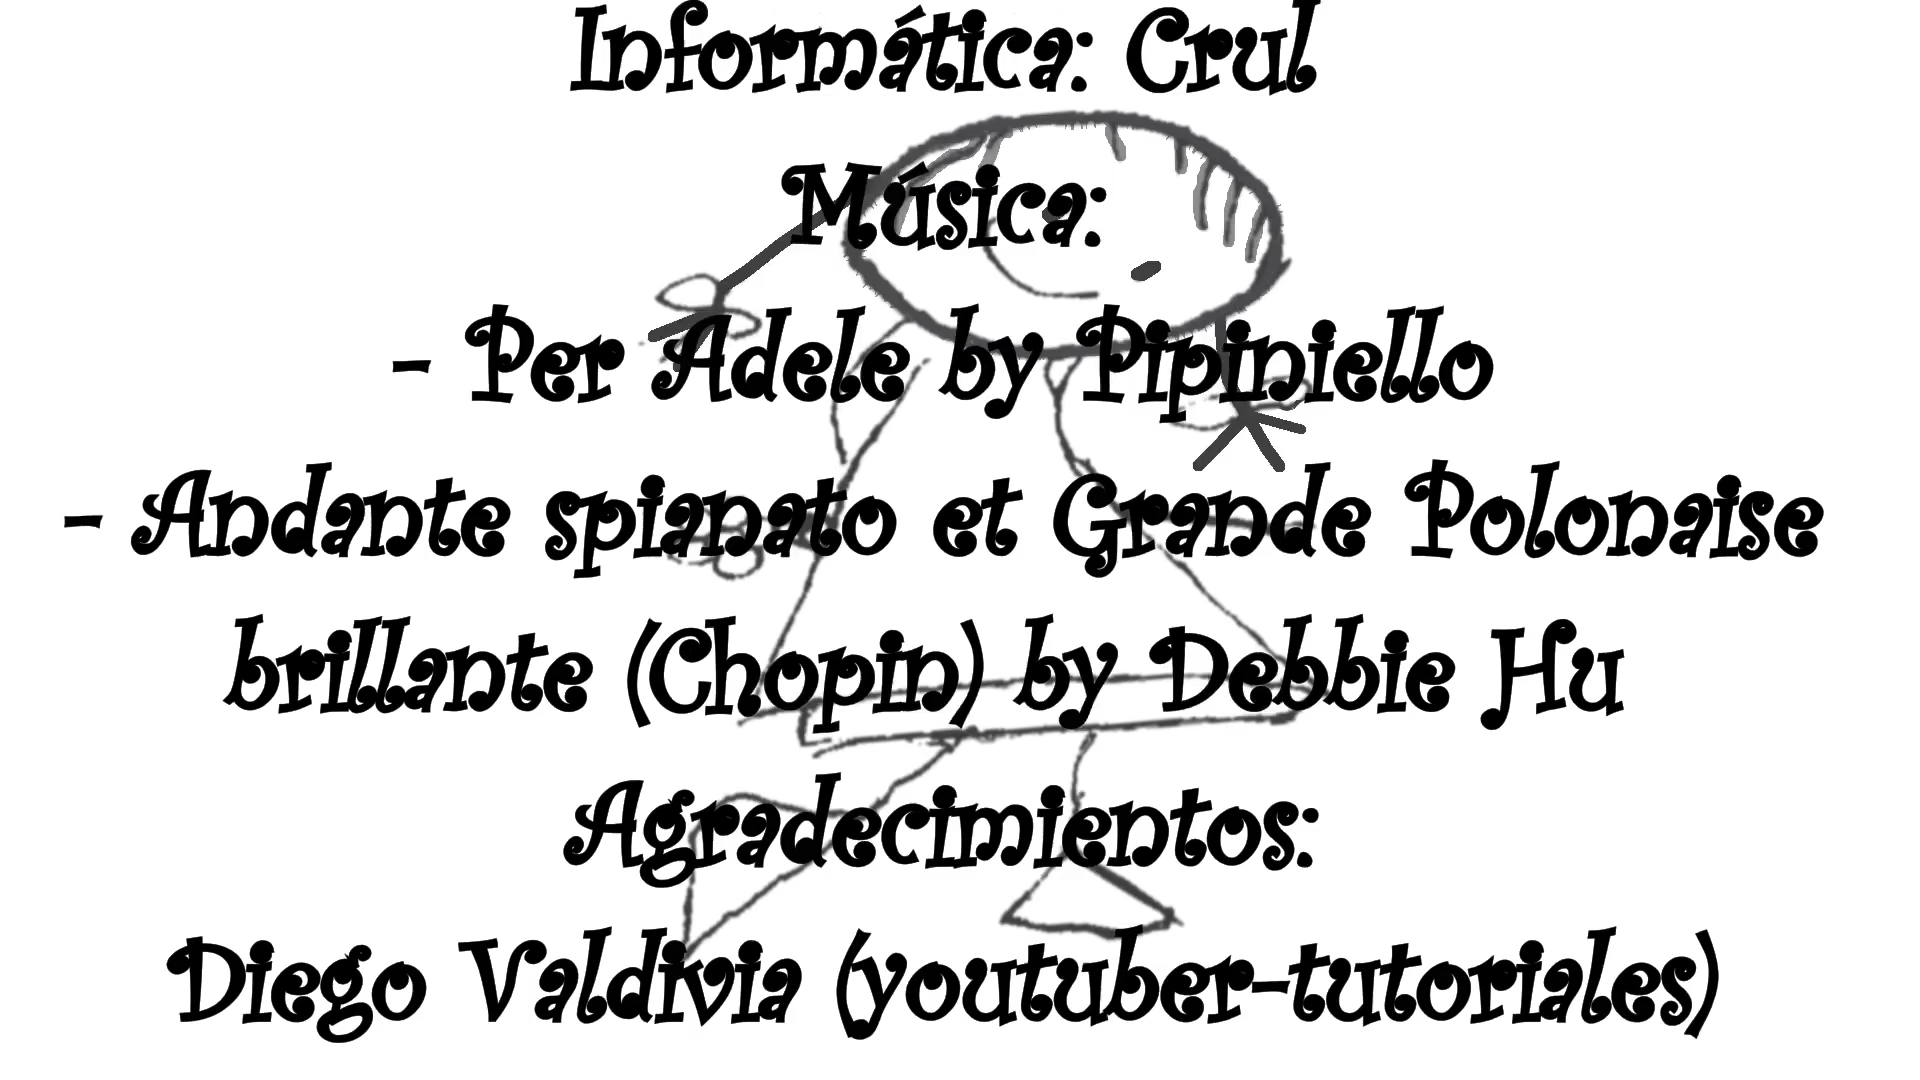 Informática: Crul
Música:
- Per Adele by Pipiniello
- Andante spianato et Grande Polonaise
brillante (Chopin) by Debbie Hu
Agradecimientos:
Diego Valdivia (youtuber-tutoriales)